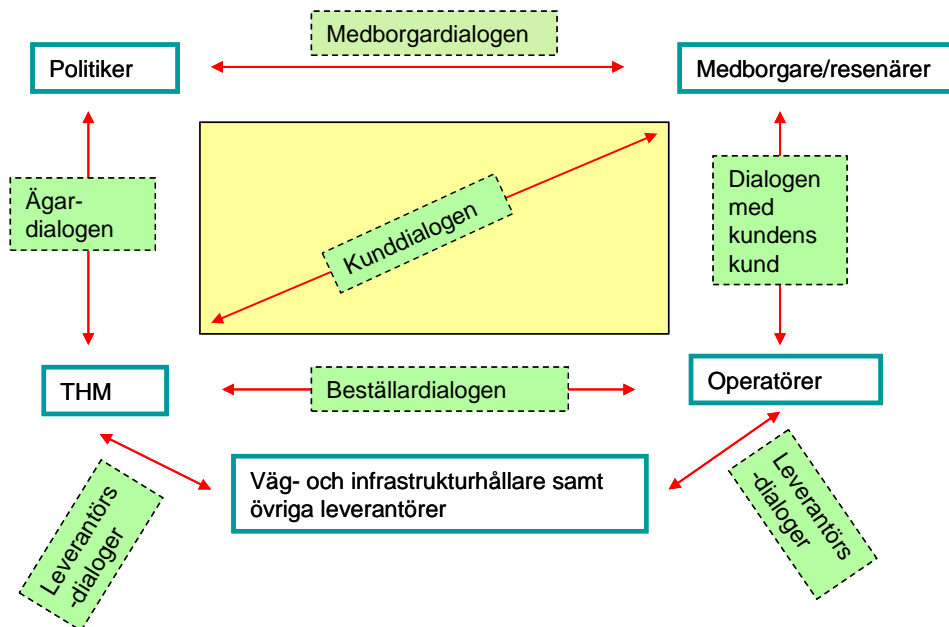 Medborgardialogen
Politiker
Medborgare/resenärer
Ägar-
dialogen
Kunddialogen
Dialogen
med
kundens
kund
THM
Beställardialogen
Operatörer
Väg- och infrastrukturhållare samt
övriga leverantörer
Leverantörs
-dialoger
Leverantörs
-dialoger